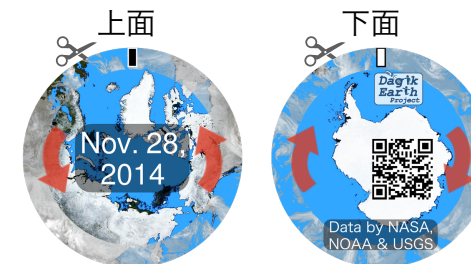 上面
下面
Nov. 28,
2014
Dagik
Earth
Project
Data by NASA,
NOAA & USGS